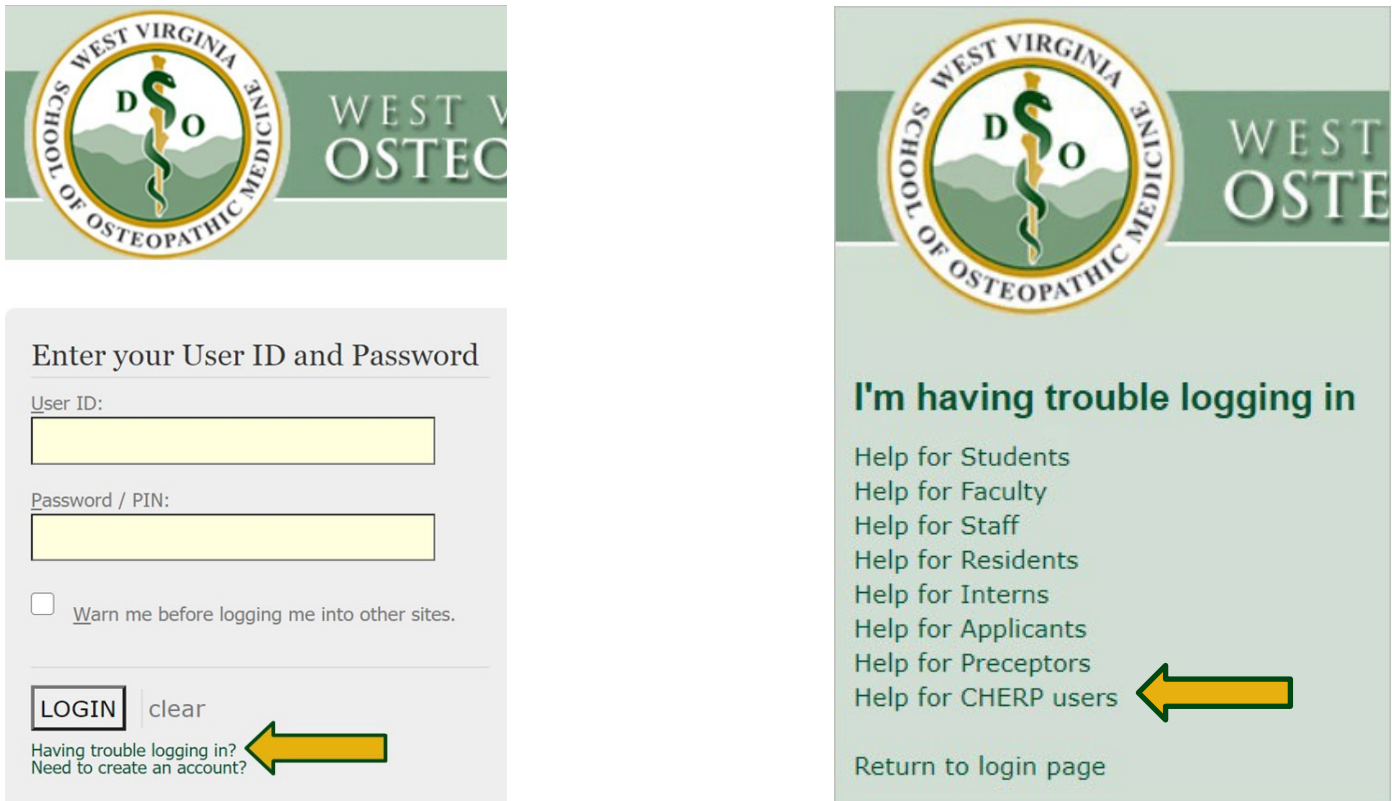 WEST VIRGINIA
SCHOOL OF OSTEOPATHIC MEDICINE
D O
WEST V
OSTEO
Enter your User ID and Password
User ID:
Password / PIN:
Warn me before logging me into other sites.
LOGIN clear
Having trouble logging in?
Need to create an account?
WEST VIRGINIA
SCHOOL OF OSTEOPATHIC MEDICINE
D O
WEST
OSTE
I'm having trouble logging in
Help for Students
Help for Faculty
Help for Staff
Help for Residents
Help for Interns
Help for Applicants
Help for Preceptors
Help for CHERP users
Return to login page